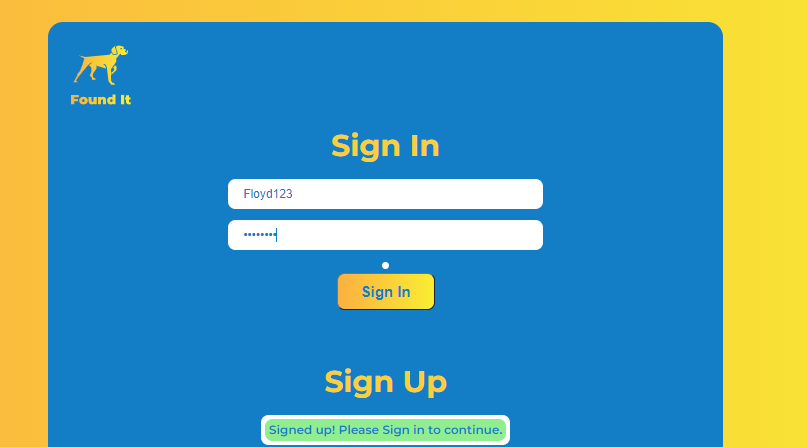 Found It
Sign In
Floyd123
••••••••
Sign In
Sign Up
Signed up! Please Sign in to continue.